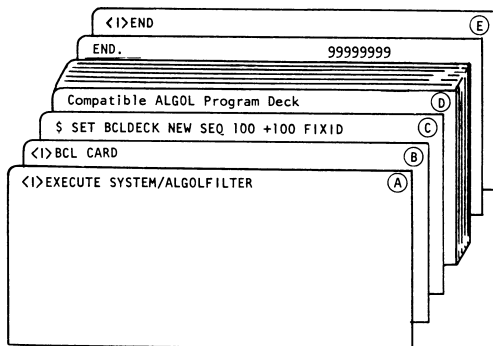 <I>END Ⓔ
END. 99999999
Compatible ALGOL Program Deck Ⓓ
$ SET BCLDECK NEW SEQ 100 +100 FIXID Ⓒ
<I>BCL CARD Ⓑ
<I>EXECUTE SYSTEM/ALGOLFILTER Ⓐ